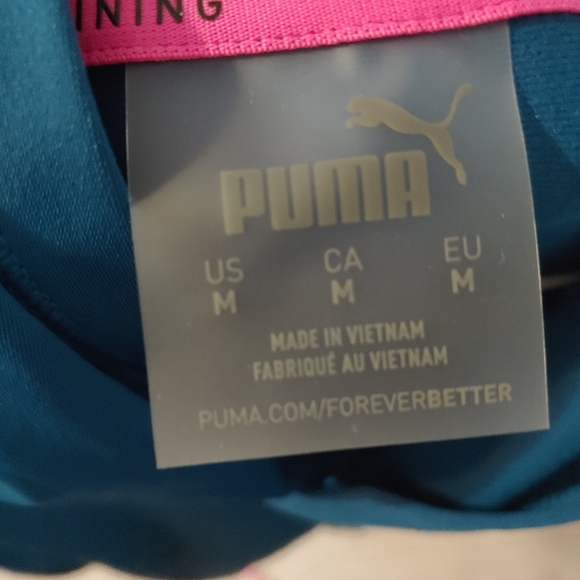 INING
PUMA
US CA EU
M M M
MADE IN VIETNAM
FABRIQUÉ AU VIETNAM
PUMA.COM/FOREVERBETTER